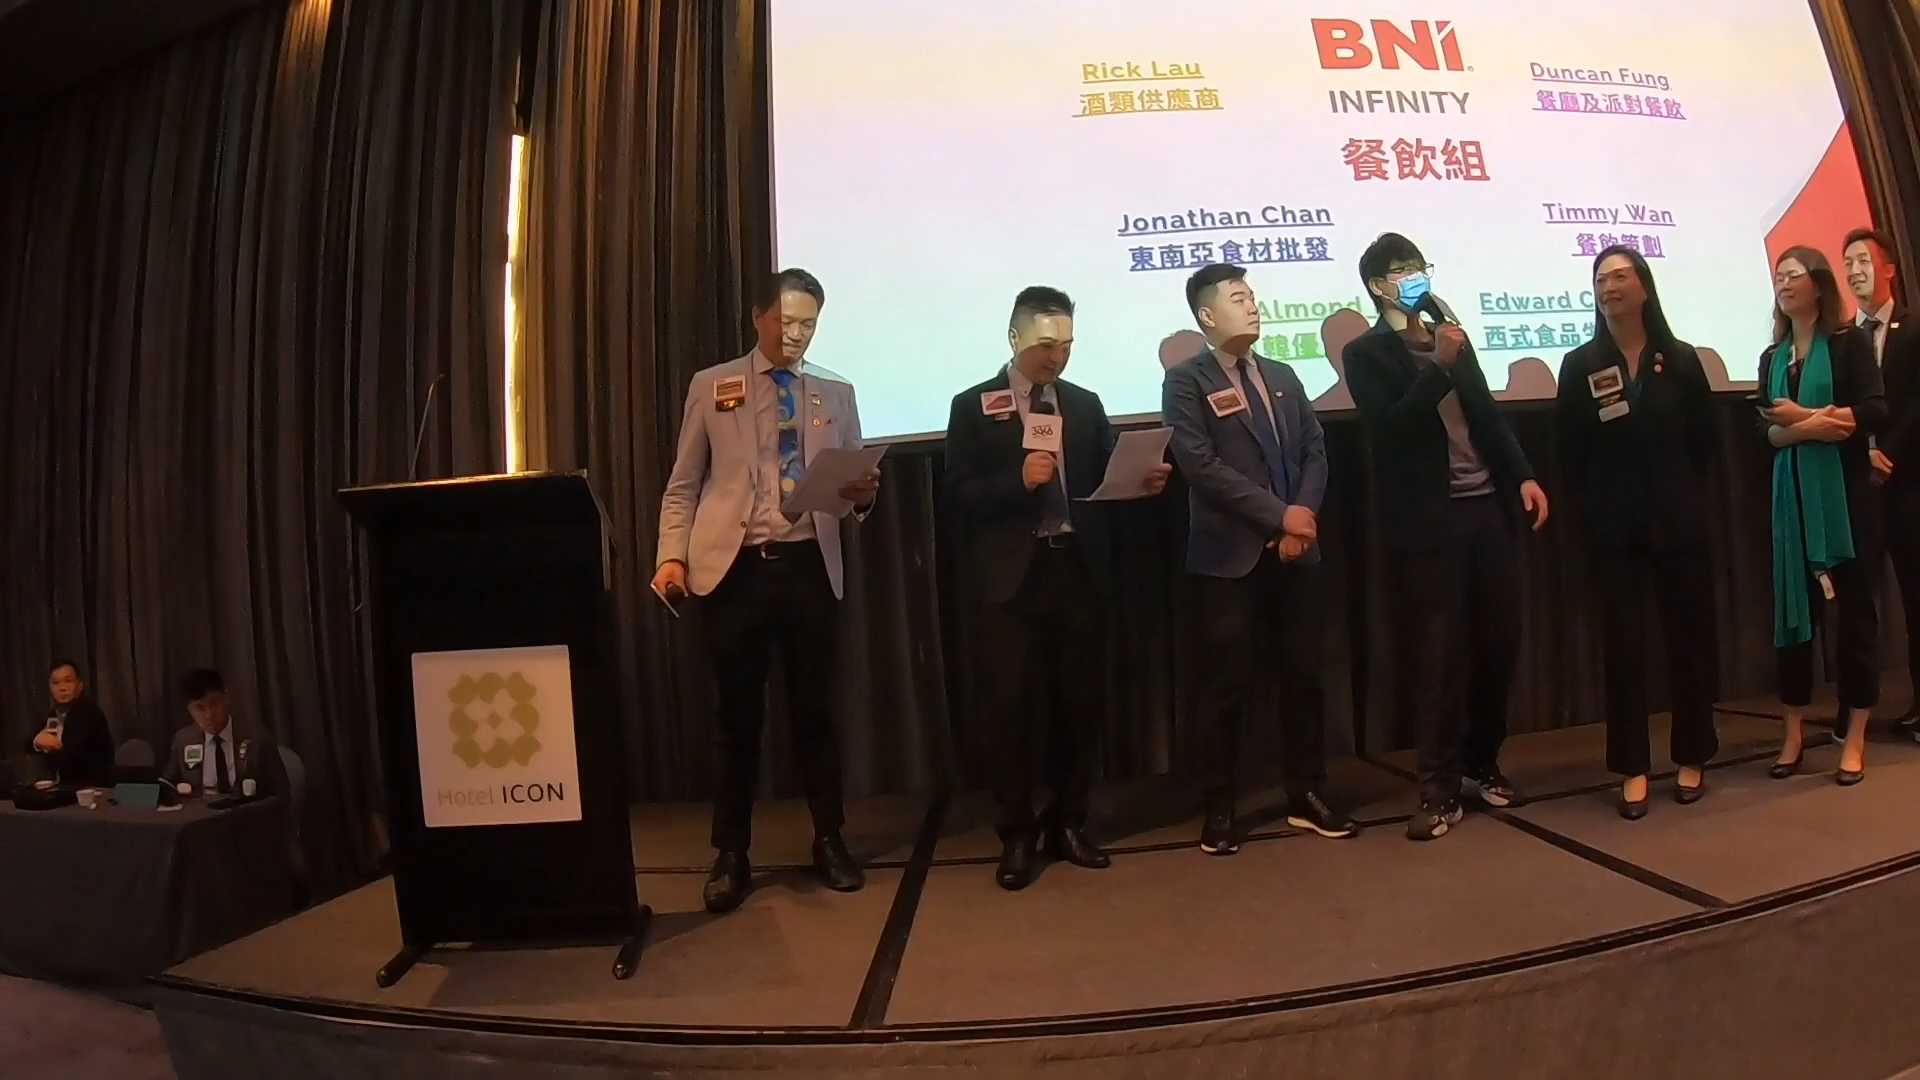 BNI
INFINITY
餐飲組
Rick Lau
酒類供應商
Duncan Fung
餐廳及派對餐飲
Jonathan Chan
東南亞食材批發
Timmy Wan
餐飲策劃
Almond
韓優
Edward C
西式食品
Hotel ICON